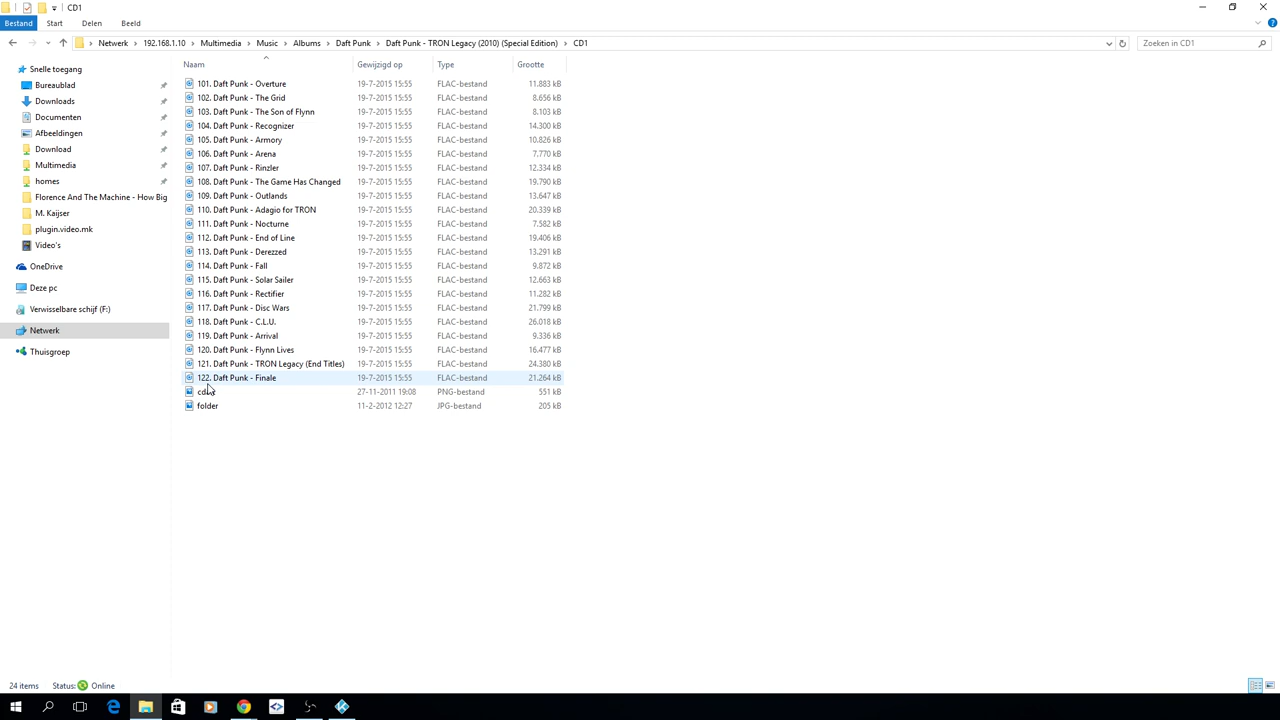 CD1
Bestand Start Delen Beeld
Netwerk 192.168.1.10 Multimedia Music Albums Daft Punk Daft Punk - TRON Legacy (2010) (Special Edition) CD1 Zoeken in CD1
Naam Gewijzigd op Type Grootte
Snelle toegang
Bureaublad
Downloads
Documenten
Afbeeldingen
Download
Multimedia
homes
Florence And The Machine - How Big
M. Kaijser
plugin.video.mk
Video's
OneDrive
Deze pc
Verwisselbare schijf (F:)
Netwerk
Thuisgroep
101. Daft Punk - Overture 19-7-2015 15:55 FLAC-bestand 11.883 kB
102. Daft Punk - The Grid 19-7-2015 15:55 FLAC-bestand 8.656 kB
103. Daft Punk - The Son of Flynn 19-7-2015 15:55 FLAC-bestand 8.103 kB
104. Daft Punk - Recognizer 19-7-2015 15:55 FLAC-bestand 14.300 kB
105. Daft Punk - Armory 19-7-2015 15:55 FLAC-bestand 10.826 kB
106. Daft Punk - Arena 19-7-2015 15:55 FLAC-bestand 7.770 kB
107. Daft Punk - Rinzler 19-7-2015 15:55 FLAC-bestand 12.334 kB
108. Daft Punk - The Game Has Changed 19-7-2015 15:55 FLAC-bestand 19.790 kB
109. Daft Punk - Outlands 19-7-2015 15:55 FLAC-bestand 13.647 kB
110. Daft Punk - Adagio for TRON 19-7-2015 15:55 FLAC-bestand 20.339 kB
111. Daft Punk - Nocturne 19-7-2015 15:55 FLAC-bestand 7.582 kB
112. Daft Punk - End of Line 19-7-2015 15:55 FLAC-bestand 19.406 kB
113. Daft Punk - Derezzed 19-7-2015 15:55 FLAC-bestand 13.291 kB
114. Daft Punk - Fall 19-7-2015 15:55 FLAC-bestand 9.872 kB
115. Daft Punk - Solar Sailer 19-7-2015 15:55 FLAC-bestand 12.663 kB
116. Daft Punk - Rectifier 19-7-2015 15:55 FLAC-bestand 11.282 kB
117. Daft Punk - Disc Wars 19-7-2015 15:55 FLAC-bestand 21.799 kB
118. Daft Punk - C.L.U. 19-7-2015 15:55 FLAC-bestand 26.018 kB
119. Daft Punk - Arrival 19-7-2015 15:55 FLAC-bestand 9.336 kB
120. Daft Punk - Flynn Lives 19-7-2015 15:55 FLAC-bestand 16.477 kB
121. Daft Punk - TRON Legacy (End Titles) 19-7-2015 15:55 FLAC-bestand 24.380 kB
122. Daft Punk - Finale 19-7-2015 15:55 FLAC-bestand 21.264 kB
27-11-2011 19:08 PNG-bestand 551 kB
folder 11-2-2012 12:27 JPG-bestand 205 kB
24 items Status: Online